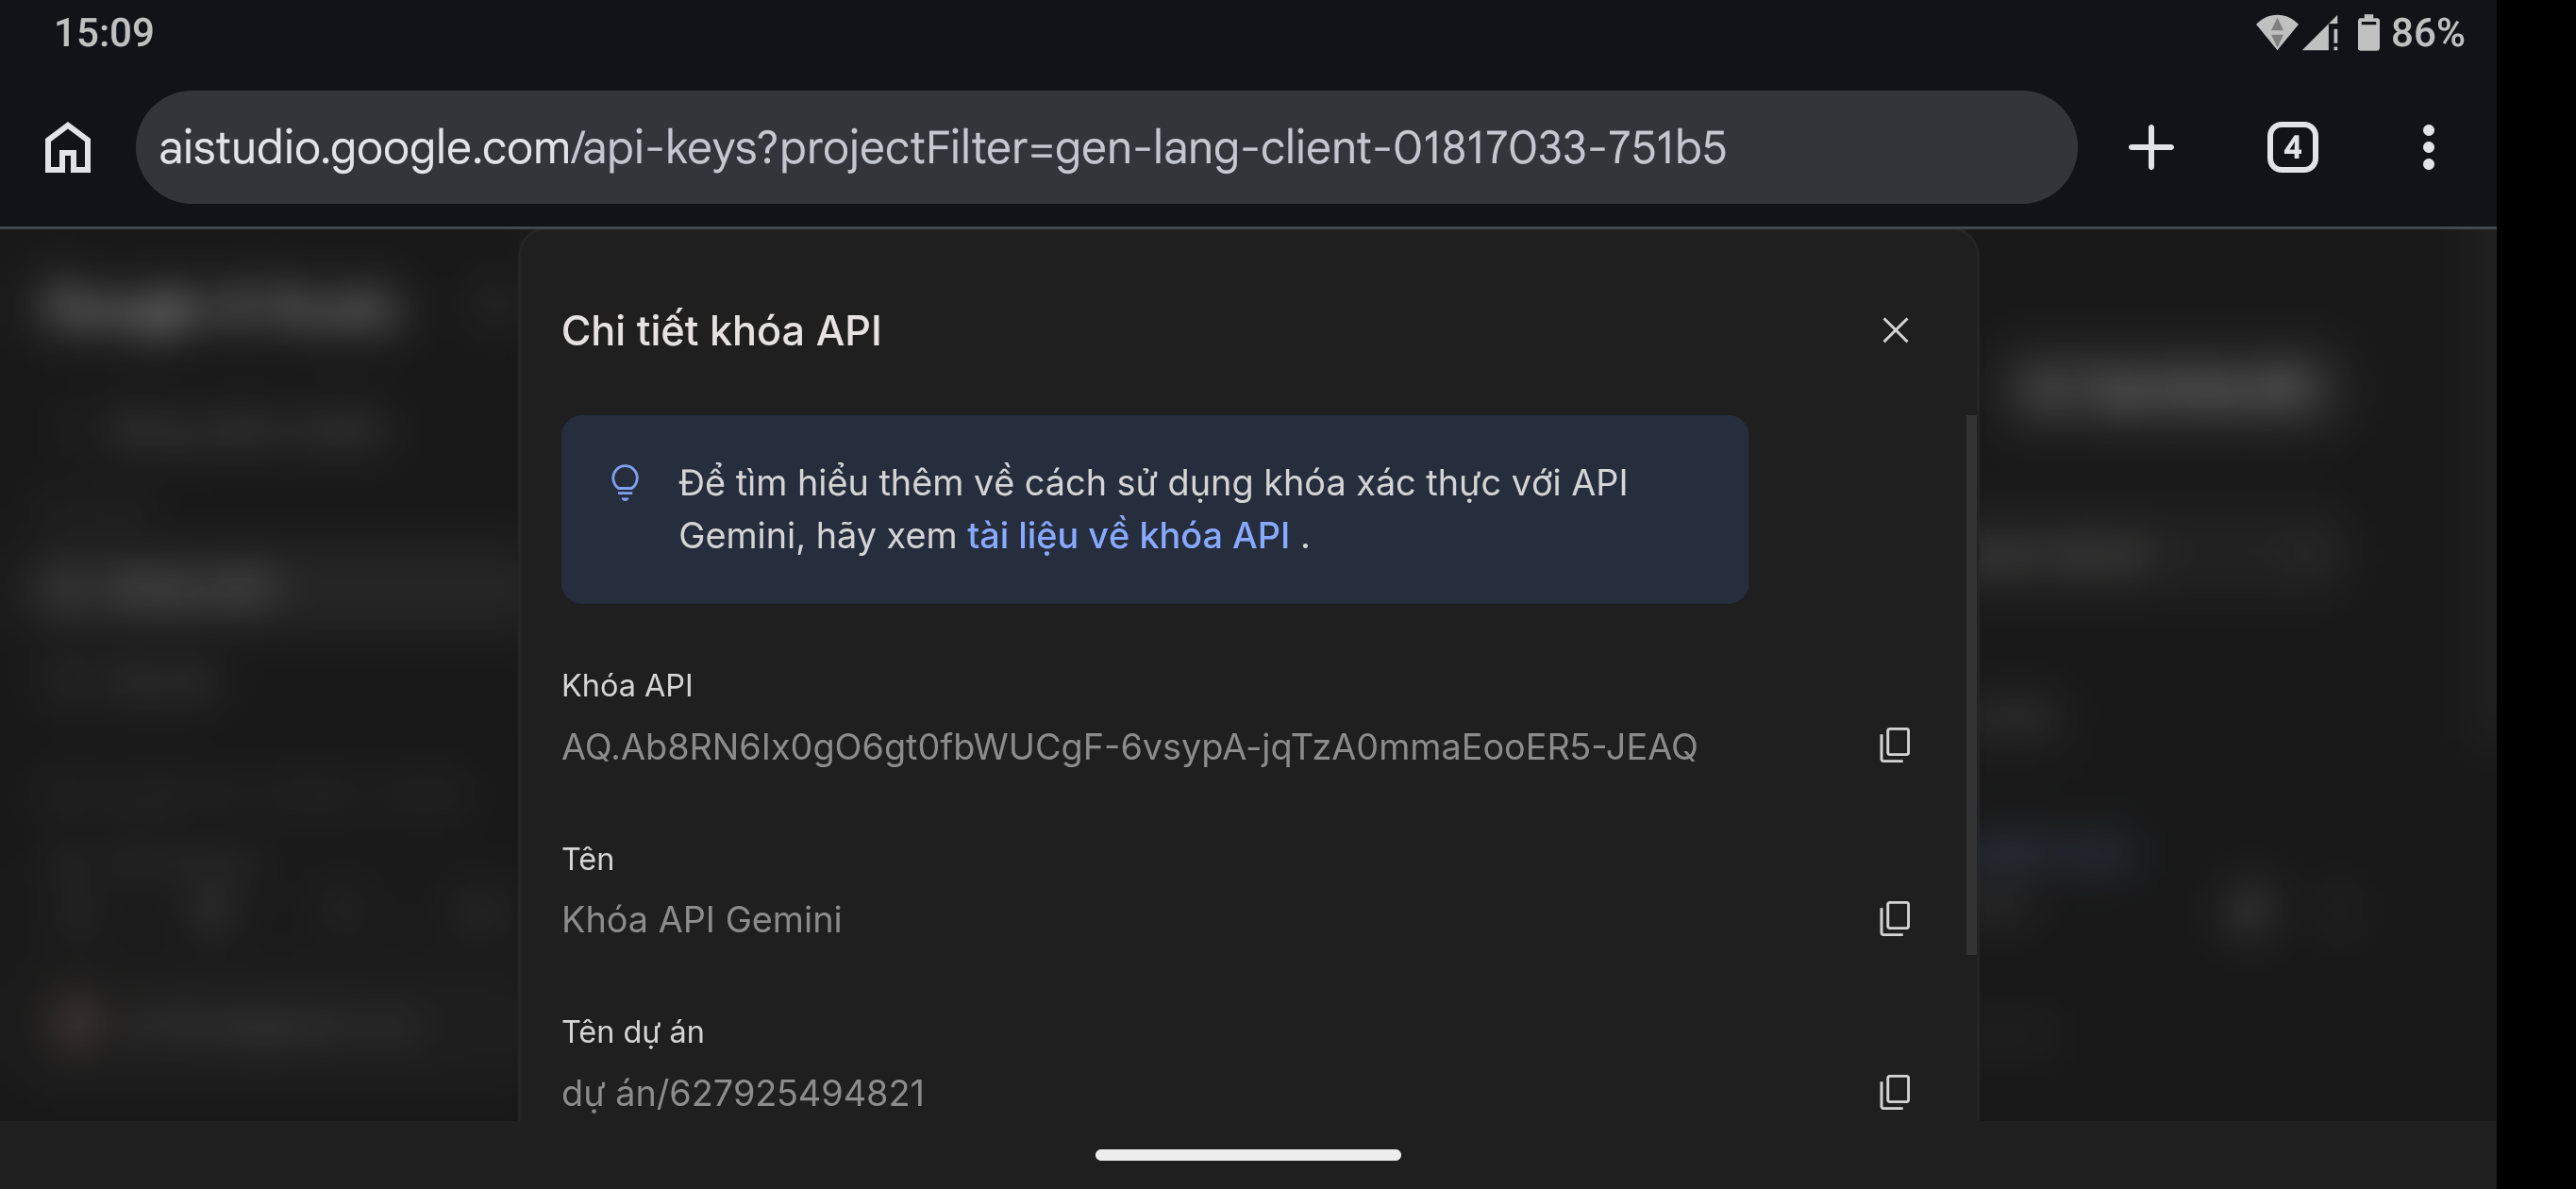 15:09
86%
aistudio.google.com/api-keys?projectFilter=gen-lang-client-01817033-751b5
4
Chi tiết khóa API
Để tìm hiểu thêm về cách sử dụng khóa xác thực với API
Gemini, hãy xem tài liệu về khóa API .
Khóa API
AQ.Ab8RN6Ix0gO6gt0fbWUCgF-6vsypA-jqTzA0mmaEooER5-JEAQ
Tên
Khóa API Gemini
Tên dự án
dự án/627925494821